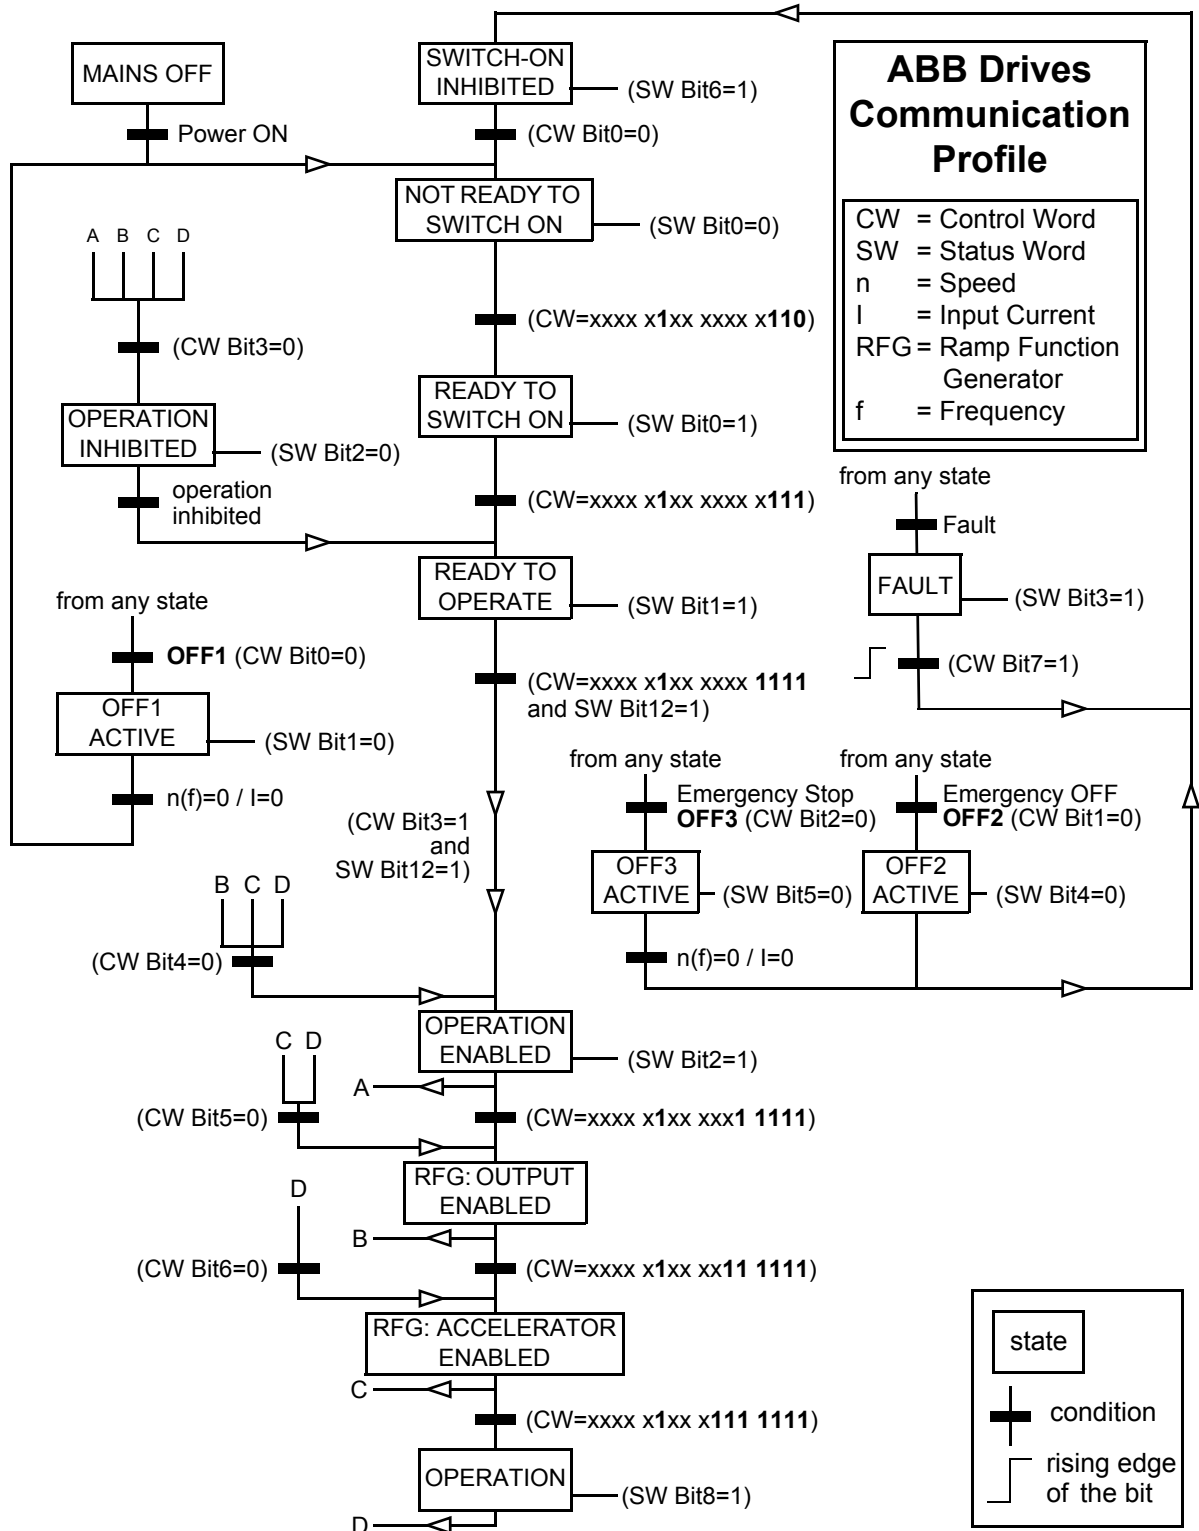 MAINS OFF
Power ON
SWITCH-ON
INHIBITED
(SW Bit6=1)
(CW Bit0=0)
NOT READY TO
SWITCH ON
(SW Bit0=0)
A B C D
(CW Bit3=0)
OPERATION
INHIBITED
(SW Bit2=0)
operation
inhibited
(CW=xxxx x1xx xxxx x110)
READY TO
SWITCH ON
(SW Bit0=1)
(CW=xxxx x1xx xxxx x111)
READY TO
OPERATE
(SW Bit1=1)
(CW=xxxx x1xx xxxx 1111
and SW Bit12=1)
ABB Drives
Communication
Profile
CW = Control Word
SW = Status Word
n = Speed
I = Input Current
RFG = Ramp Function
Generator
f = Frequency
from any state
Fault
FAULT
(SW Bit3=1)
(CW Bit7=1)
from any state
OFF1 (CW Bit0=0)
OFF1
ACTIVE
(SW Bit1=0)
n(f)=0 / I=0
from any state
Emergency Stop
OFF3 (CW Bit2=0)
OFF3
ACTIVE
(SW Bit5=0)
n(f)=0 / I=0
from any state
Emergency OFF
OFF2 (CW Bit1=0)
OFF2
ACTIVE
(SW Bit4=0)
(CW Bit3=1
and
SW Bit12=1)
B C D
(CW Bit4=0)
OPERATION
ENABLED
(SW Bit2=1)
A
C D
(CW Bit5=0)
(CW=xxxx x1xx xxx1 1111)
RFG: OUTPUT
ENABLED
B
D
(CW Bit6=0)
(CW=xxxx x1xx xx11 1111)
RFG: ACCELERATOR
ENABLED
C
(CW=xxxx x1xx x111 1111)
OPERATION
(SW Bit8=1)
D
state
condition
rising edge
of the bit